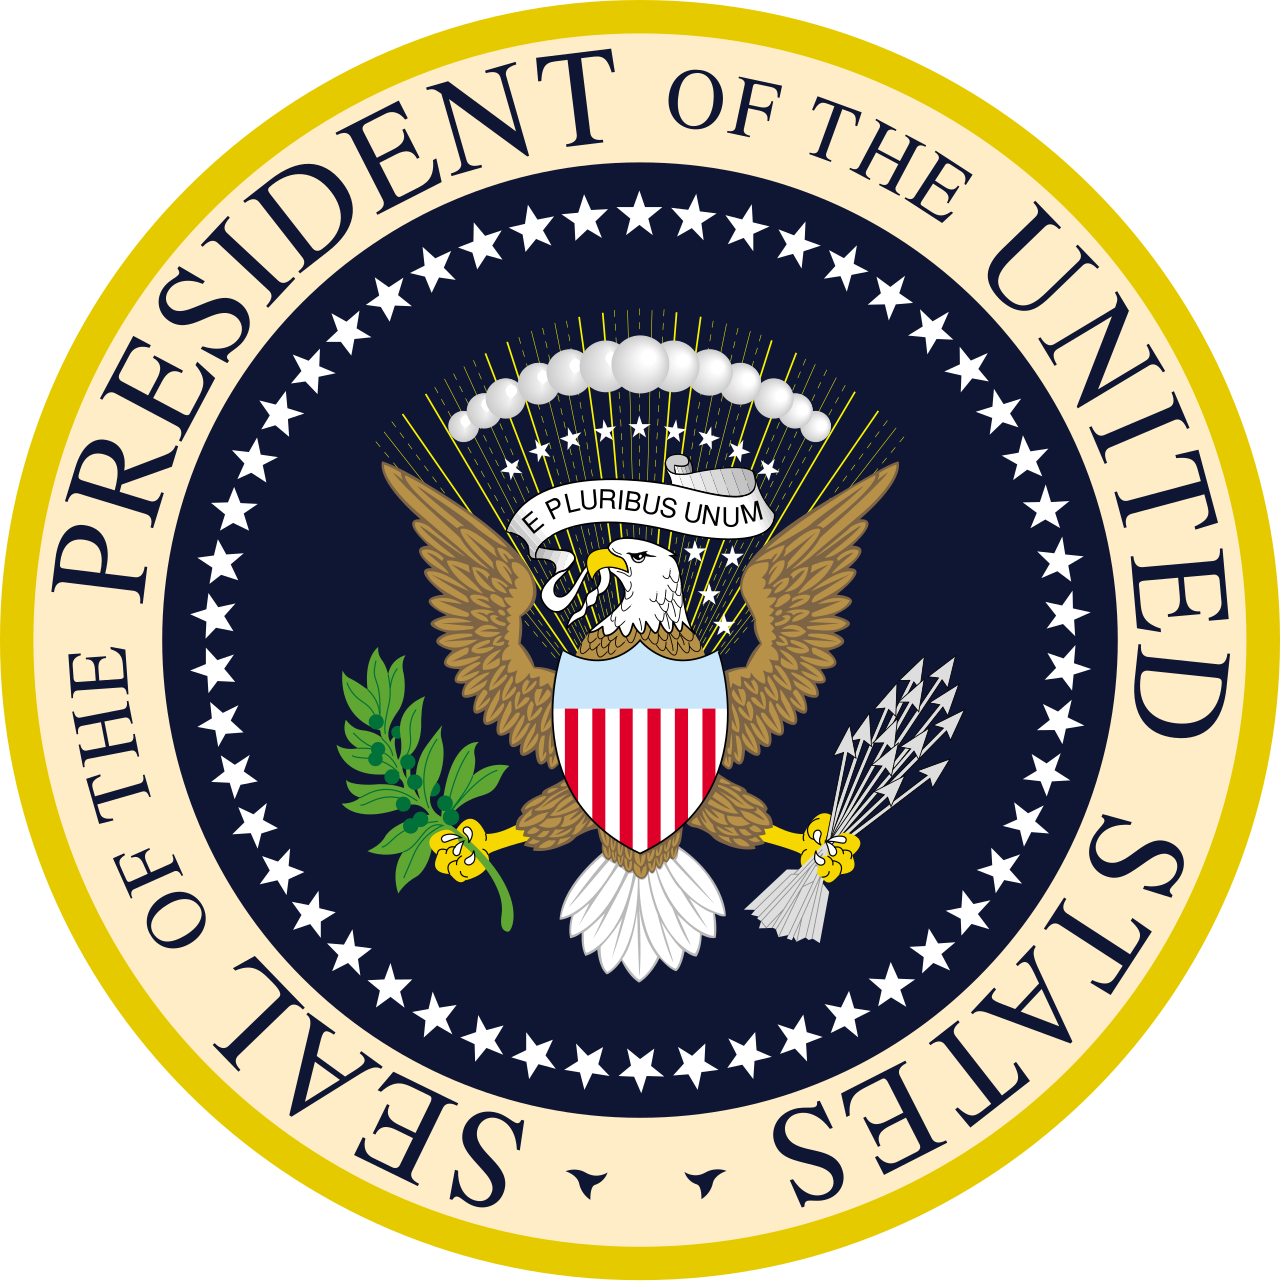 SEAL OF THE PRESIDENT OF THE UNITED STATES
E PLURIBUS UNUM